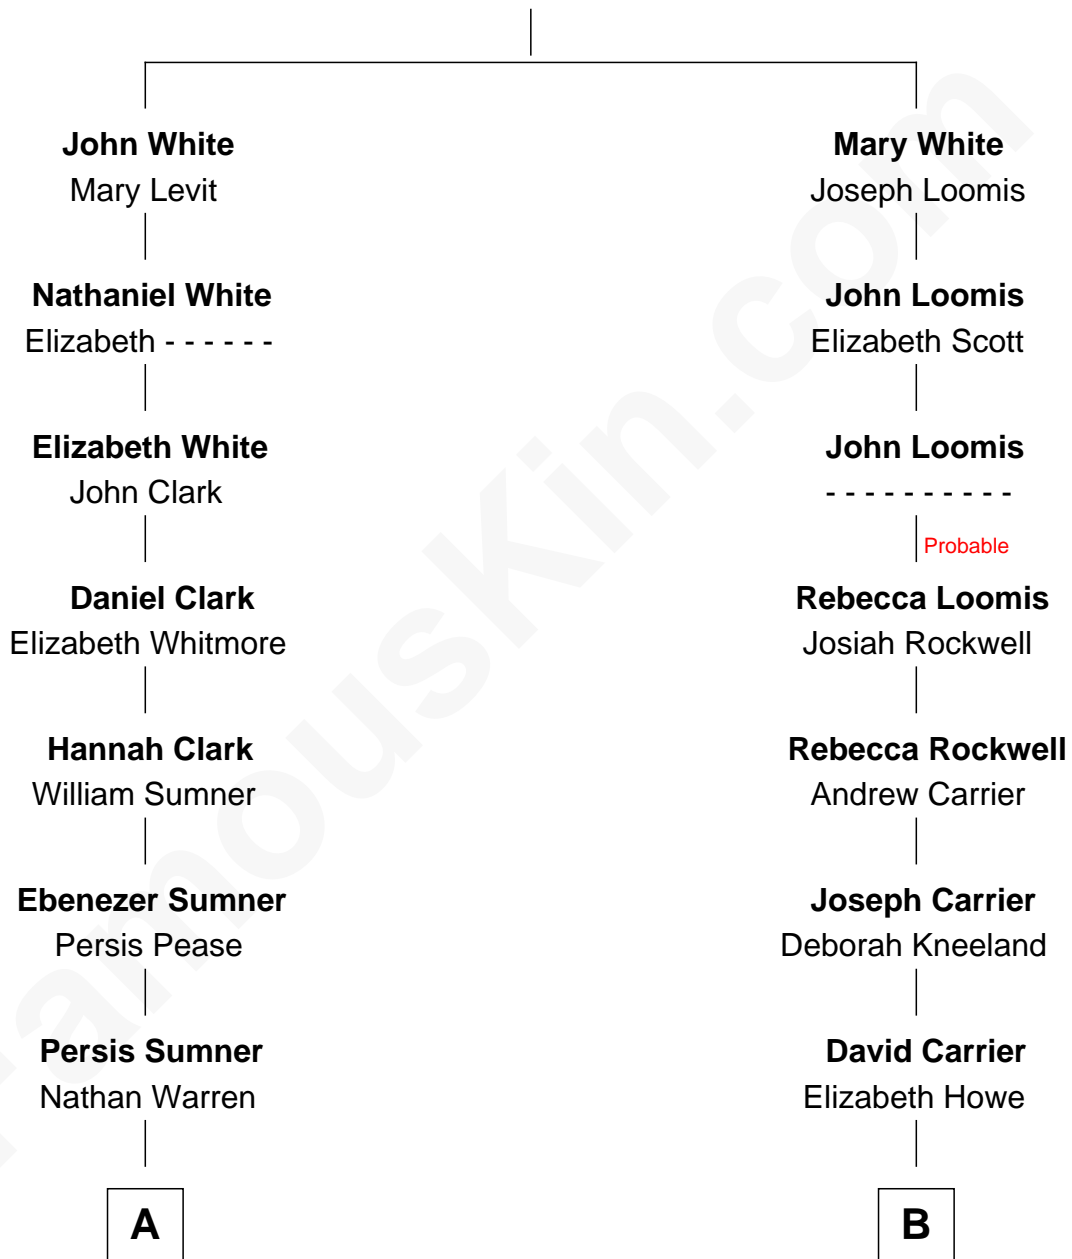 John White
Mary Levit
Nathaniel White
Elizabeth - - - - - -
Elizabeth White
John Clark
Daniel Clark
Elizabeth Whitmore
Hannah Clark
William Sumner
Ebenezer Sumner
Persis Pease
Persis Sumner
Nathan Warren
A
Mary White
Joseph Loomis
John Loomis
Elizabeth Scott
John Loomis
- - - - - - - - - -
Probable
Rebecca Loomis
Josiah Rockwell
Rebecca Rockwell
Andrew Carrier
Joseph Carrier
Deborah Kneeland
David Carrier
Elizabeth Howe
B
FamousKin.com